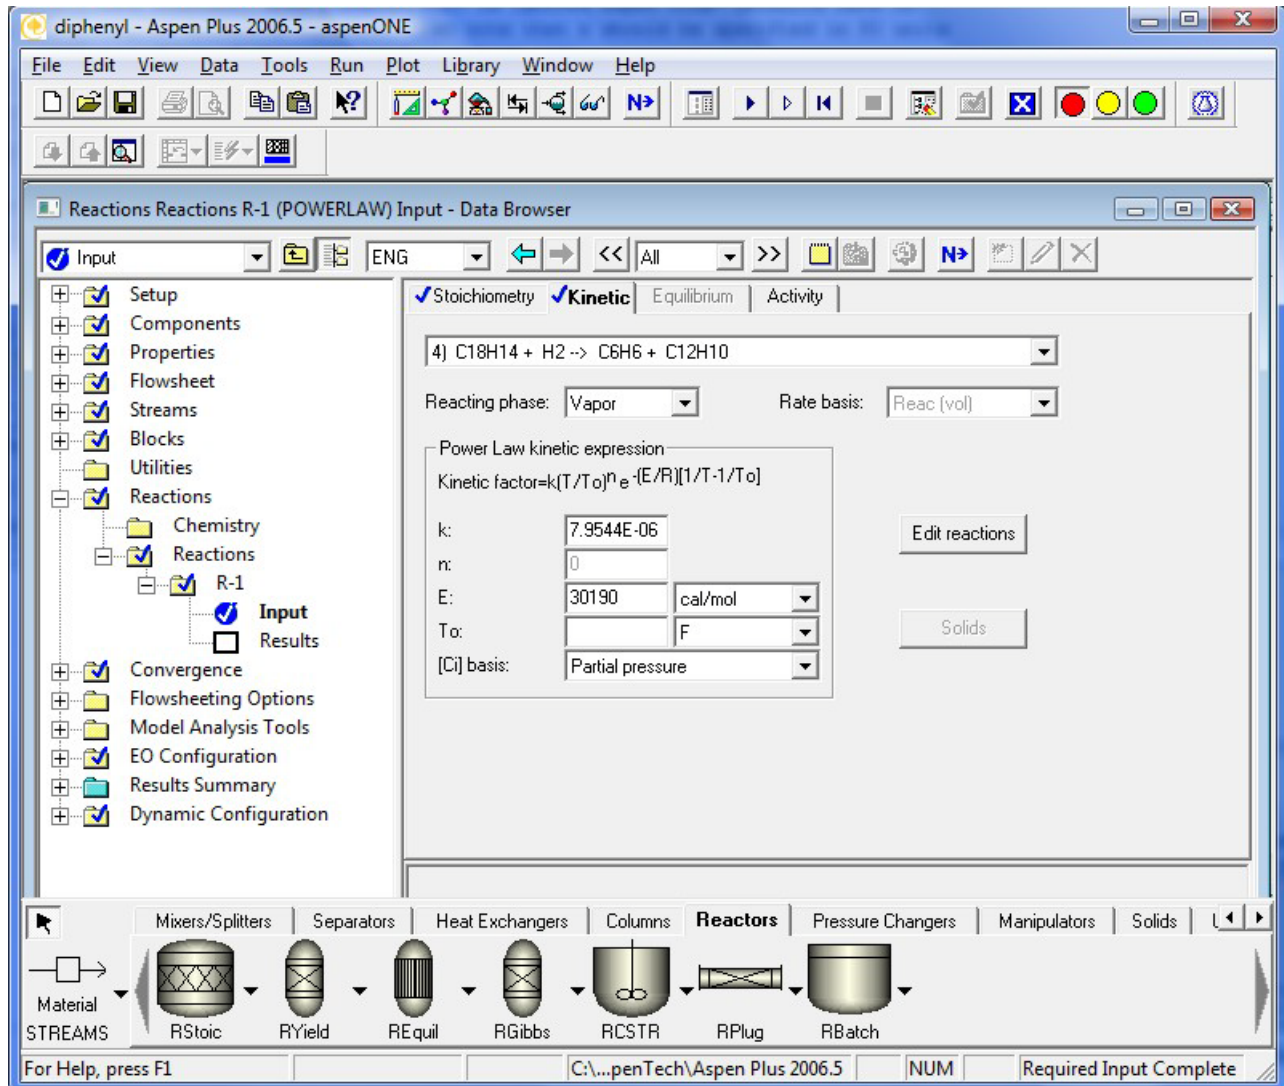 diphenyl - Aspen Plus 2006.5 - aspenONE
File Edit View Data Tools Run Plot Library Window Help
N>
Reactions Reactions R-1 (POWERLAW) Input - Data Browser
Input ENG << All >> N>
Setup
Components
Properties
Flowsheet
Streams
Blocks
Utilities
Reactions
Chemistry
Reactions
R-1
Input
Results
Convergence
Flowsheeting Options
Model Analysis Tools
EO Configuration
Results Summary
Dynamic Configuration
Stoichiometry Kinetic Equilibrium Activity
4) C18H14 + H2 --> C6H6 + C12H10
Reacting phase: Vapor Rate basis: Reac (vol)
Power Law kinetic expression
Kinetic factor=k(T/To)n e -(E/R)[1/T-1/To]
k: 7.9544E-06
n: 0
E: 30190 cal/mol
To: F
[Ci] basis: Partial pressure
Edit reactions
Solids
Mixers/Splitters Separators Heat Exchangers Columns Reactors Pressure Changers Manipulators Solids
Material
STREAMS RStoic RYield REquil RGibbs RCSTR RPlug RBatch
For Help, press F1 C:\...penTech\Aspen Plus 2006.5 NUM Required Input Complete